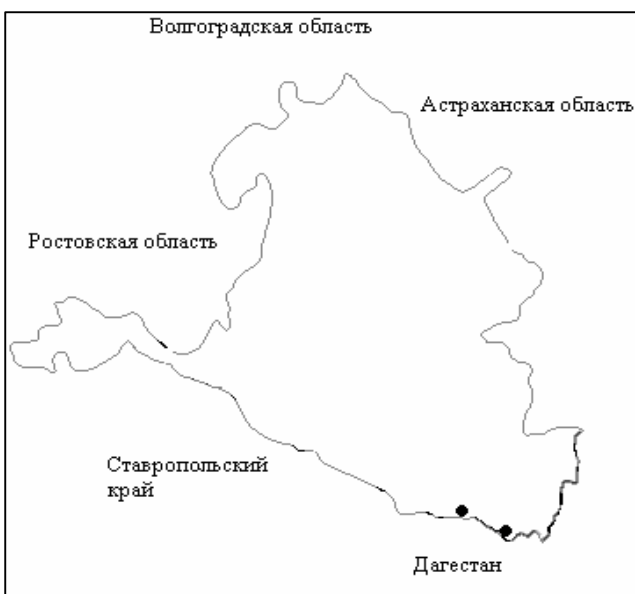 Волгоградская область
Астраханская область
Ростовская область
Ставропольский
край
Дагестан